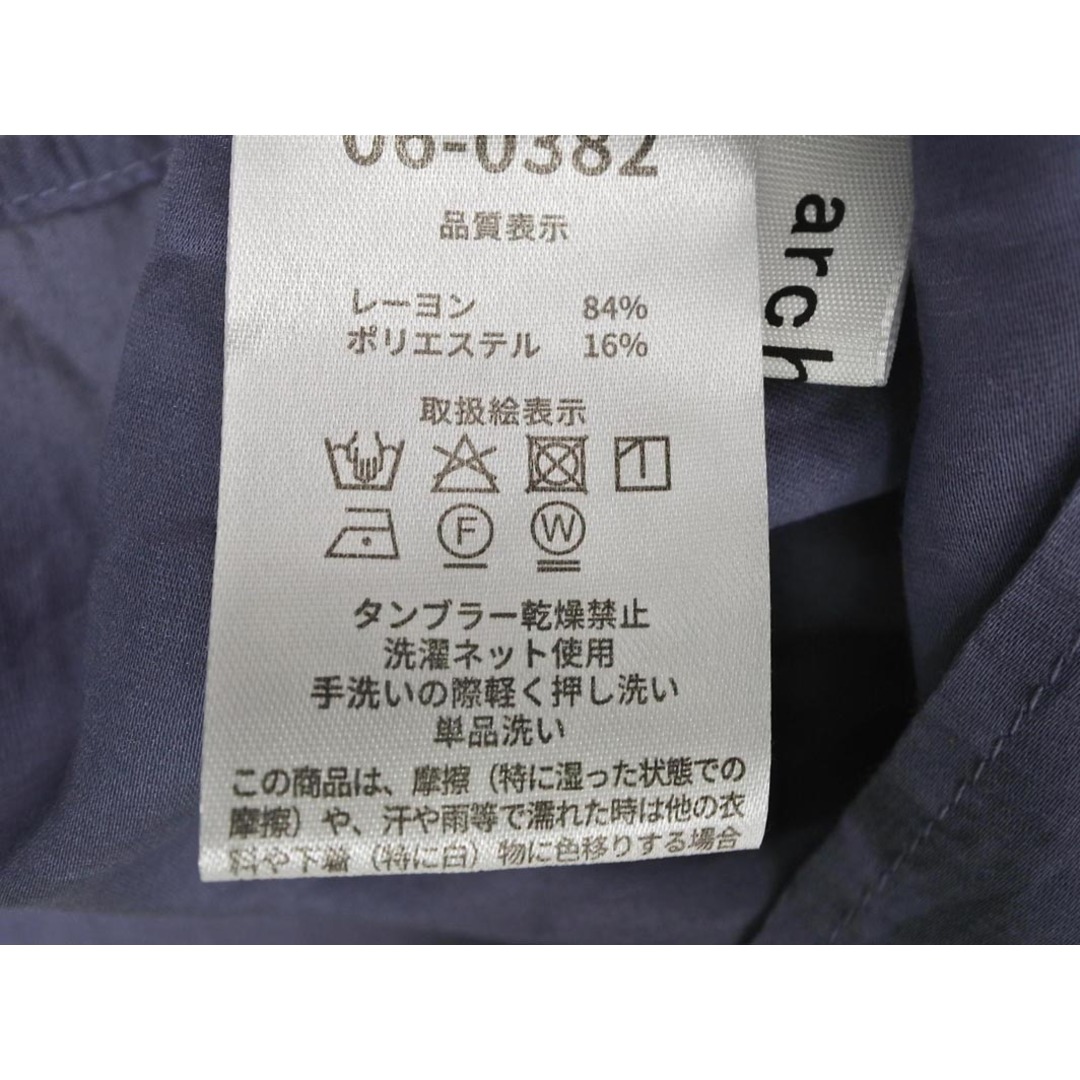 06-0382
品質表示
レーヨン 84%
ポリエステル 16%
取扱絵表示
F
W
タンブラー乾燥禁止
洗濯ネット使用
手洗いの際軽く押し洗い
単品洗い
この商品は、摩擦（特に湿った状態での
摩擦）や、汗や雨等で濡れた時は他の衣
料や下着（特に白）物に色移りする場合
arch